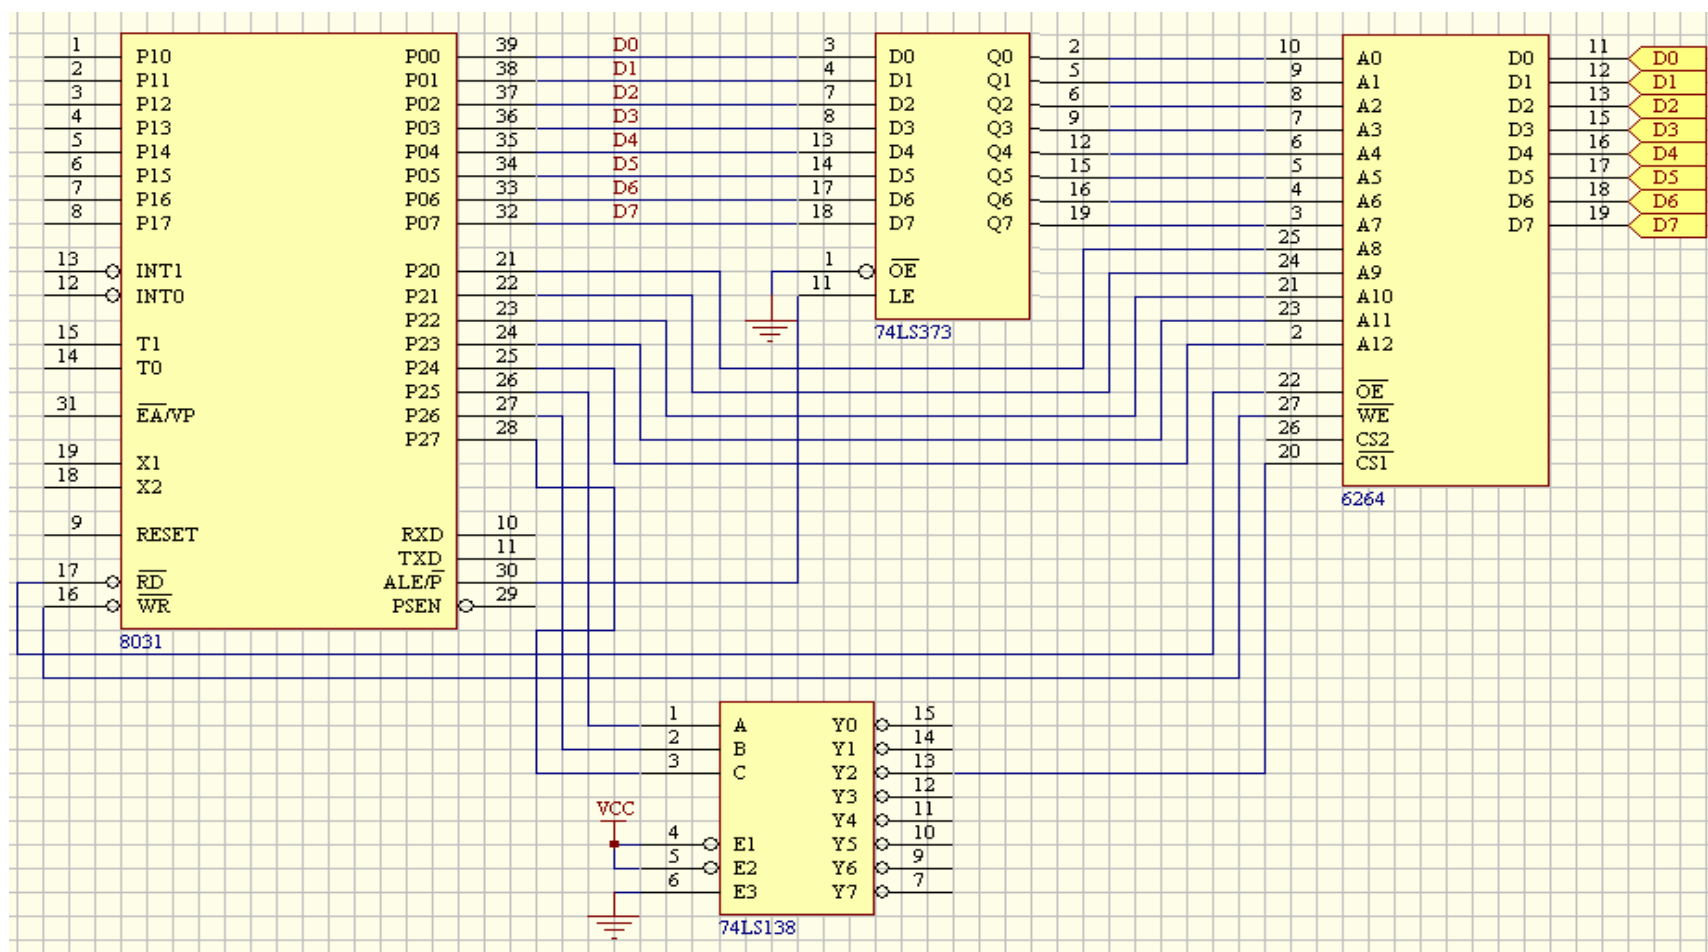 1 P10 P00 39 D0 3 D0 Q0 2 10 A0 D0 11 D0
2 P11 P01 38 D1 4 D1 Q1 5 9 A1 D1 12 D1
3 P12 P02 37 D2 7 D2 Q2 6 8 A2 D2 13 D2
4 P13 P03 36 D3 8 D3 Q3 9 7 A3 D3 15 D3
5 P14 P04 35 D4 13 D4 Q4 12 6 A4 D4 16 D4
6 P15 P05 34 D5 14 D5 Q5 15 5 A5 D5 17 D5
7 P16 P06 33 D6 17 D6 Q6 16 4 A6 D6 18 D6
8 P17 P07 32 D7 18 D7 Q7 19 3 A7 D7 19 D7
25 A8
13 INT1 P20 21 1 OE 24 A9
12 INT0 P21 22 11 LE 21 A10
P22 23 23 A11
74LS373
15 T1 P23 24 2 A12
14 T0 P24 25
P25 26 22 OE
31 EA/VP P26 27 27 WE
P27 28 26 CS2
19 X1 20 CS1
18 X2
6264
9 RESET RXD 10
TXD 11
17 RD ALE/P 30
16 WR PSEN 29
8031
1 A Y0 15
2 B Y1 14
3 C Y2 13
Y3 12
VCC
Y4 11
4 E1 Y5 10
5 E2 Y6 9
6 E3 Y7 7
74LS138